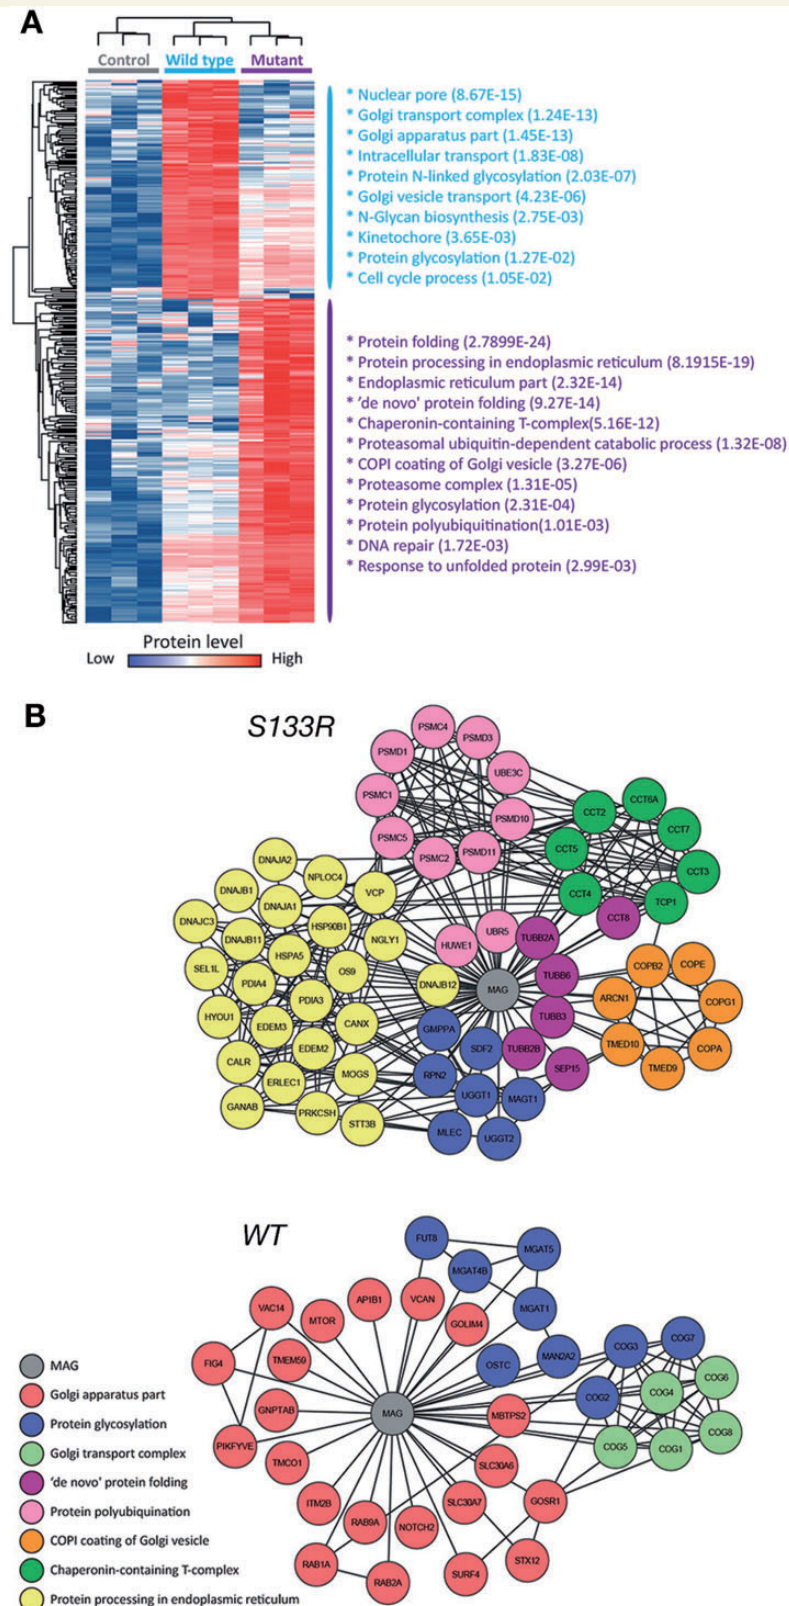 A
Control Wild type Mutant
* Nuclear pore (8.67E-15)
* Golgi transport complex (1.24E-13)
* Golgi apparatus part (1.45E-13)
* Intracellular transport (1.83E-08)
* Protein N-linked glycosylation (2.03E-07)
* Golgi vesicle transport (4.23E-06)
* N-Glycan biosynthesis (2.75E-03)
* Kinetochore (3.65E-03)
* Protein glycosylation (1.27E-02)
* Cell cycle process (1.05E-02)
* Protein folding (2.7899E-24)
* Protein processing in endoplasmic reticulum (8.1915E-19)
* Endoplasmic reticulum part (2.32E-14)
* 'de novo' protein folding (9.27E-14)
* Chaperonin-containing T-complex(5.16E-12)
* Proteasomal ubiquitin-dependent catabolic process (1.32E-08)
* COPI coating of Golgi vesicle (3.27E-06)
* Proteasome complex (1.31E-05)
* Protein glycosylation (2.31E-04)
* Protein polyubiquitination(1.01E-03)
* DNA repair (1.72E-03)
* Response to unfolded protein (2.99E-03)
Protein level
Low High
B
S133R
PSMC4
PSMD3
PSMD1
UBE3C
PSMC1
PSMD10
PSMC5
PSMC2
PSMD11
CCT6A
CCT2
CCT7
CCT5
CCT3
CCT4
TCP1
CCT8
DNAJA2
NPLOC4
DNAJB1
VCP
DNAJA1
DNAJC3
HSP90B1
DNAJB11
NGLY1
HSPA5
SEL1L
OS9
PDIA4
DNAJB12
PDIA3
HYOU1
EDEM3
CANX
EDEM2
CALR
MOGS
ERLEC1
GANAB
PRKCSH
STT3B
HUWE1
UBR5
TUBB2A
TUBB6
MAG
TUBB3
GMPPA
SDF2
TUBB2B
SEP15
RPN2
UGGT1
MAGT1
MLEC
UGGT2
COPB2
COPE
ARCN1
COPG1
TMED10
COPA
TMED9
WT
FUT8
MGAT5
MGAT4B
VAC14
MTOR
AP1B1
VCAN
GOLIM4
MGAT1
FIG4
TMEM59
OSTC
MAN2A2
COG3
COG7
COG6
COG4
COG2
GNPTAB
MAG
MBTPS2
COG5
COG1
COG8
PIKFYVE
TMCO1
SLC30A6
ITM2B
SLC30A7
GOSR1
RAB9A
NOTCH2
RAB1A
RAB2A
SURF4
STX12
MAG
Golgi apparatus part
Protein glycosylation
Golgi transport complex
'de novo' protein folding
Protein polyubiquination
COPI coating of Golgi vesicle
Chaperonin-containing T-complex
Protein processing in endoplasmic reticulum